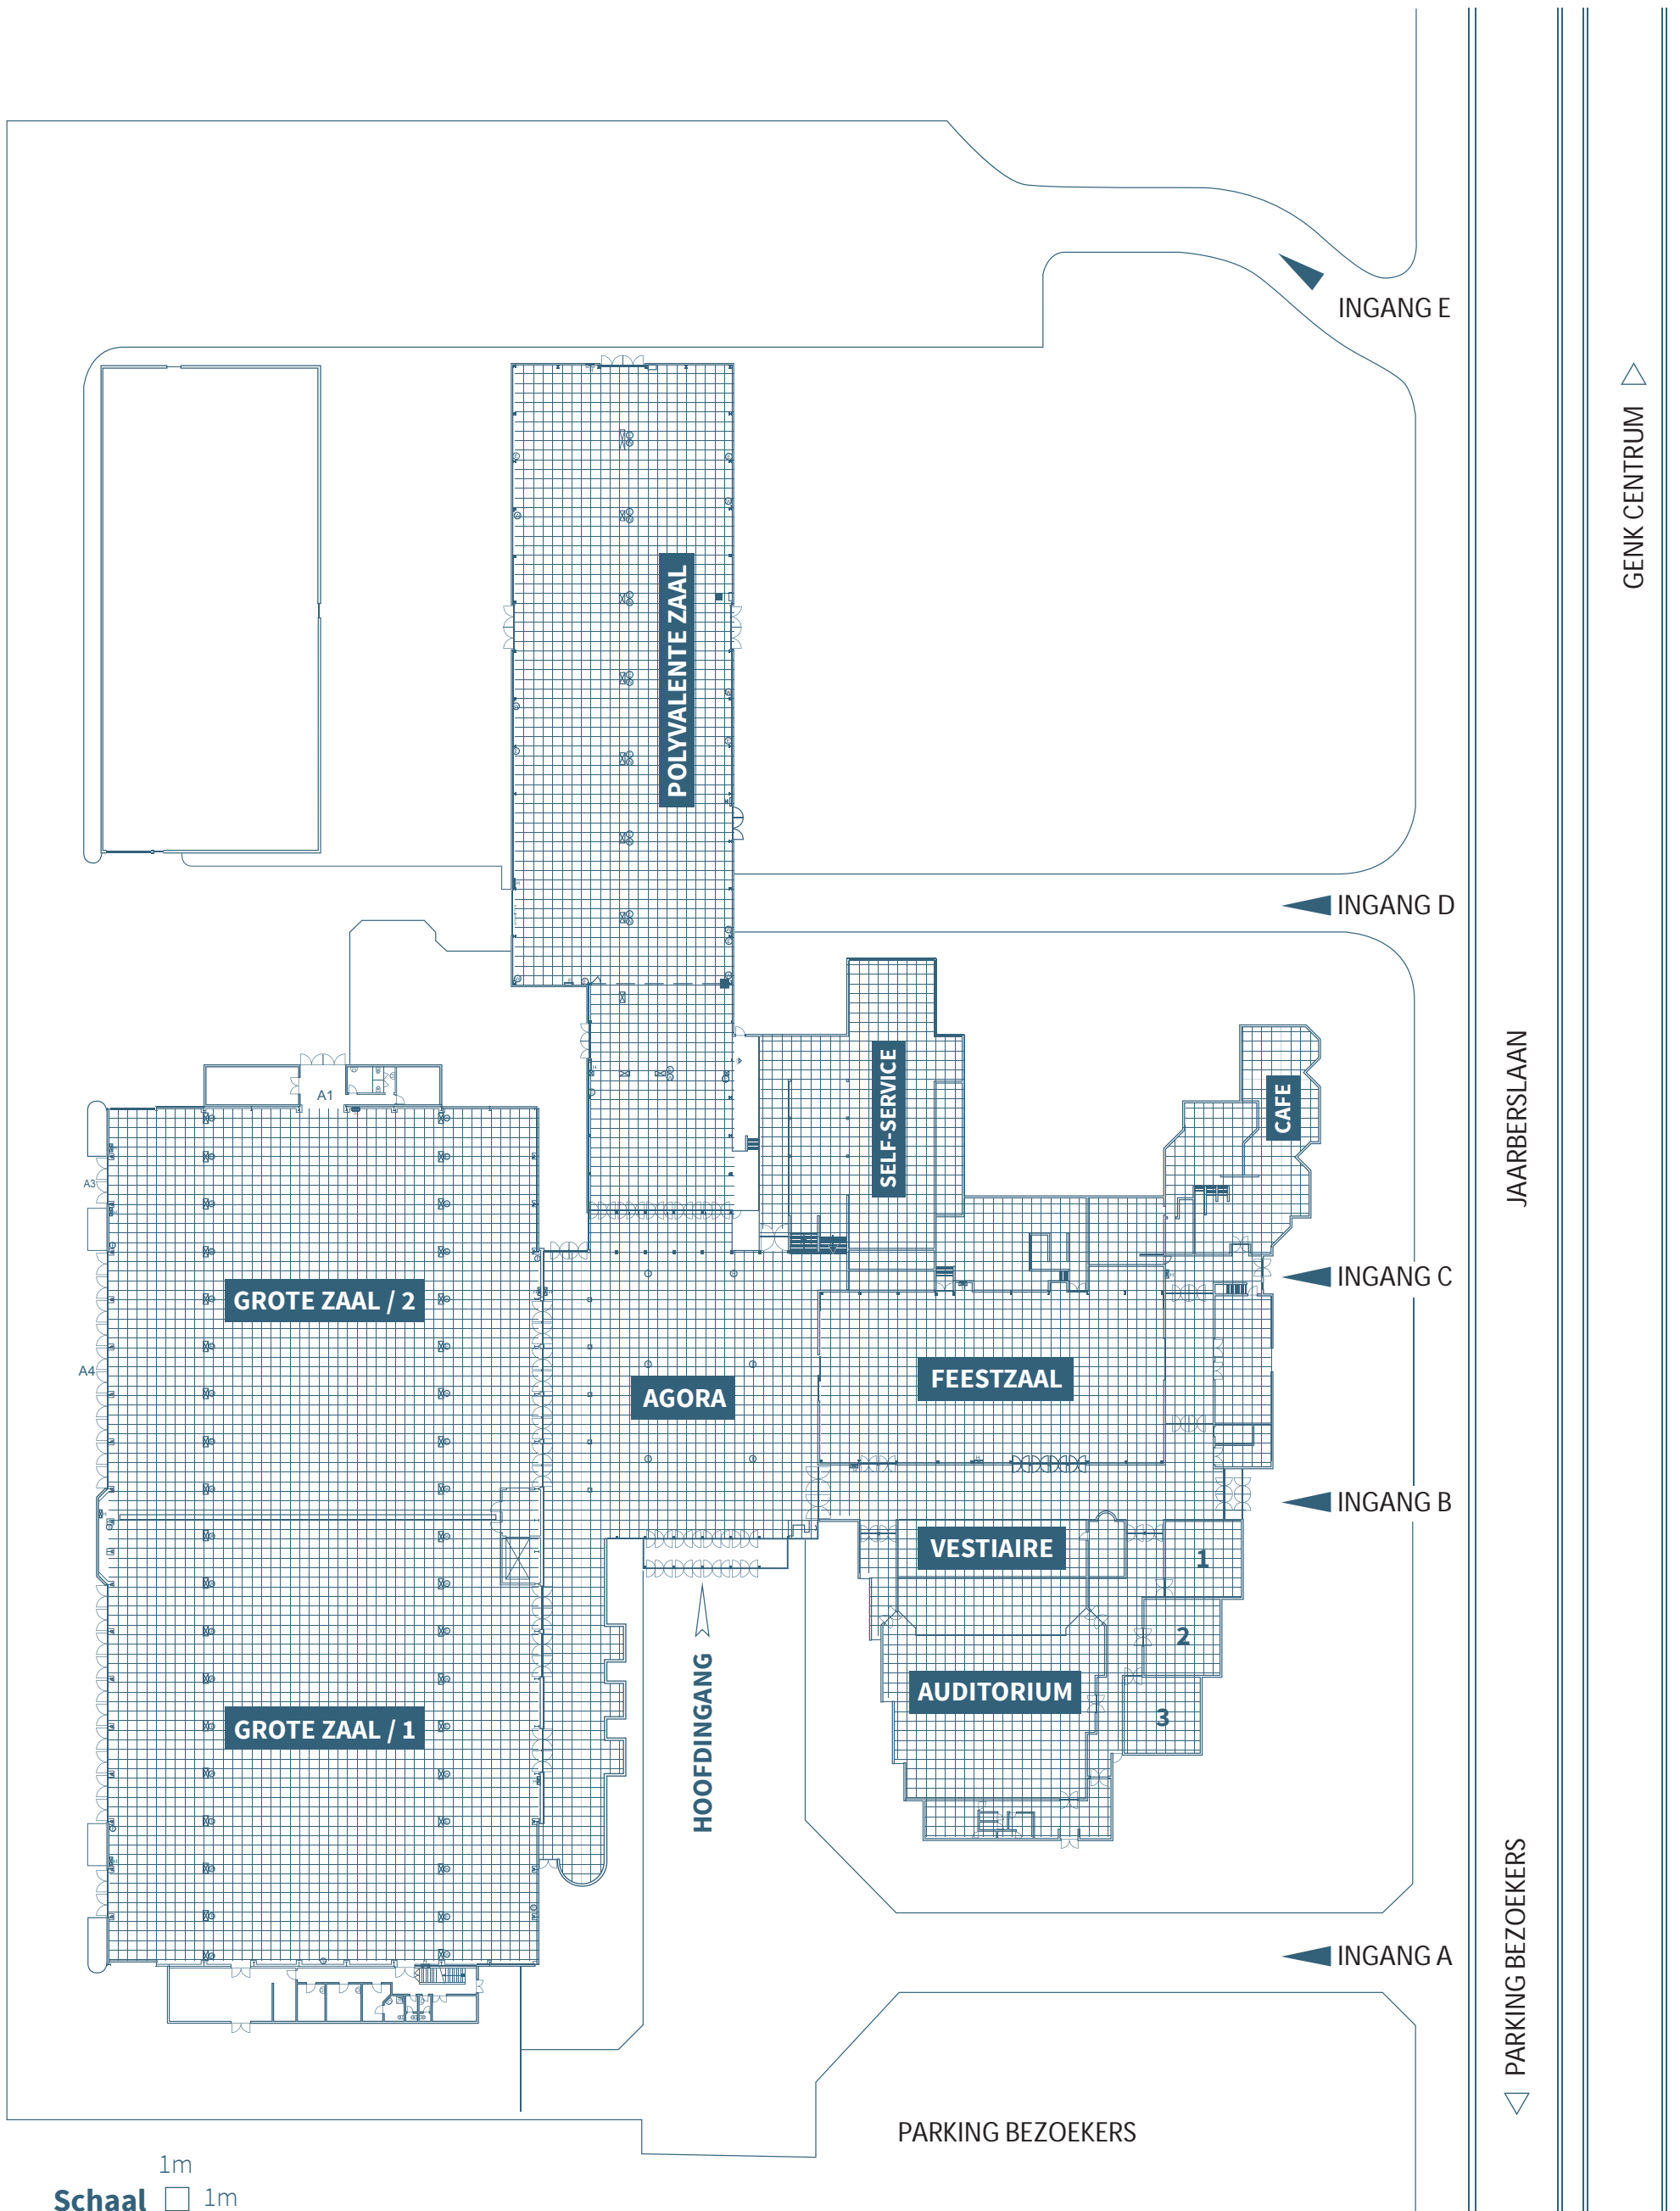 INGANG E
GENK CENTRUM
POLYVALENTE ZAAL
INGANG D
JAARBERSLAAN
SELF-SERVICE
CAFE
A1
A3
INGANG C
GROTE ZAAL / 2
A4
FEESTZAAL
AGORA
INGANG B
VESTIAIRE
1
2
HOOFDINGANG
AUDITORIUM
3
GROTE ZAAL / 1
INGANG A
PARKING BEZOEKERS
PARKING BEZOEKERS
1m
Schaal 1m